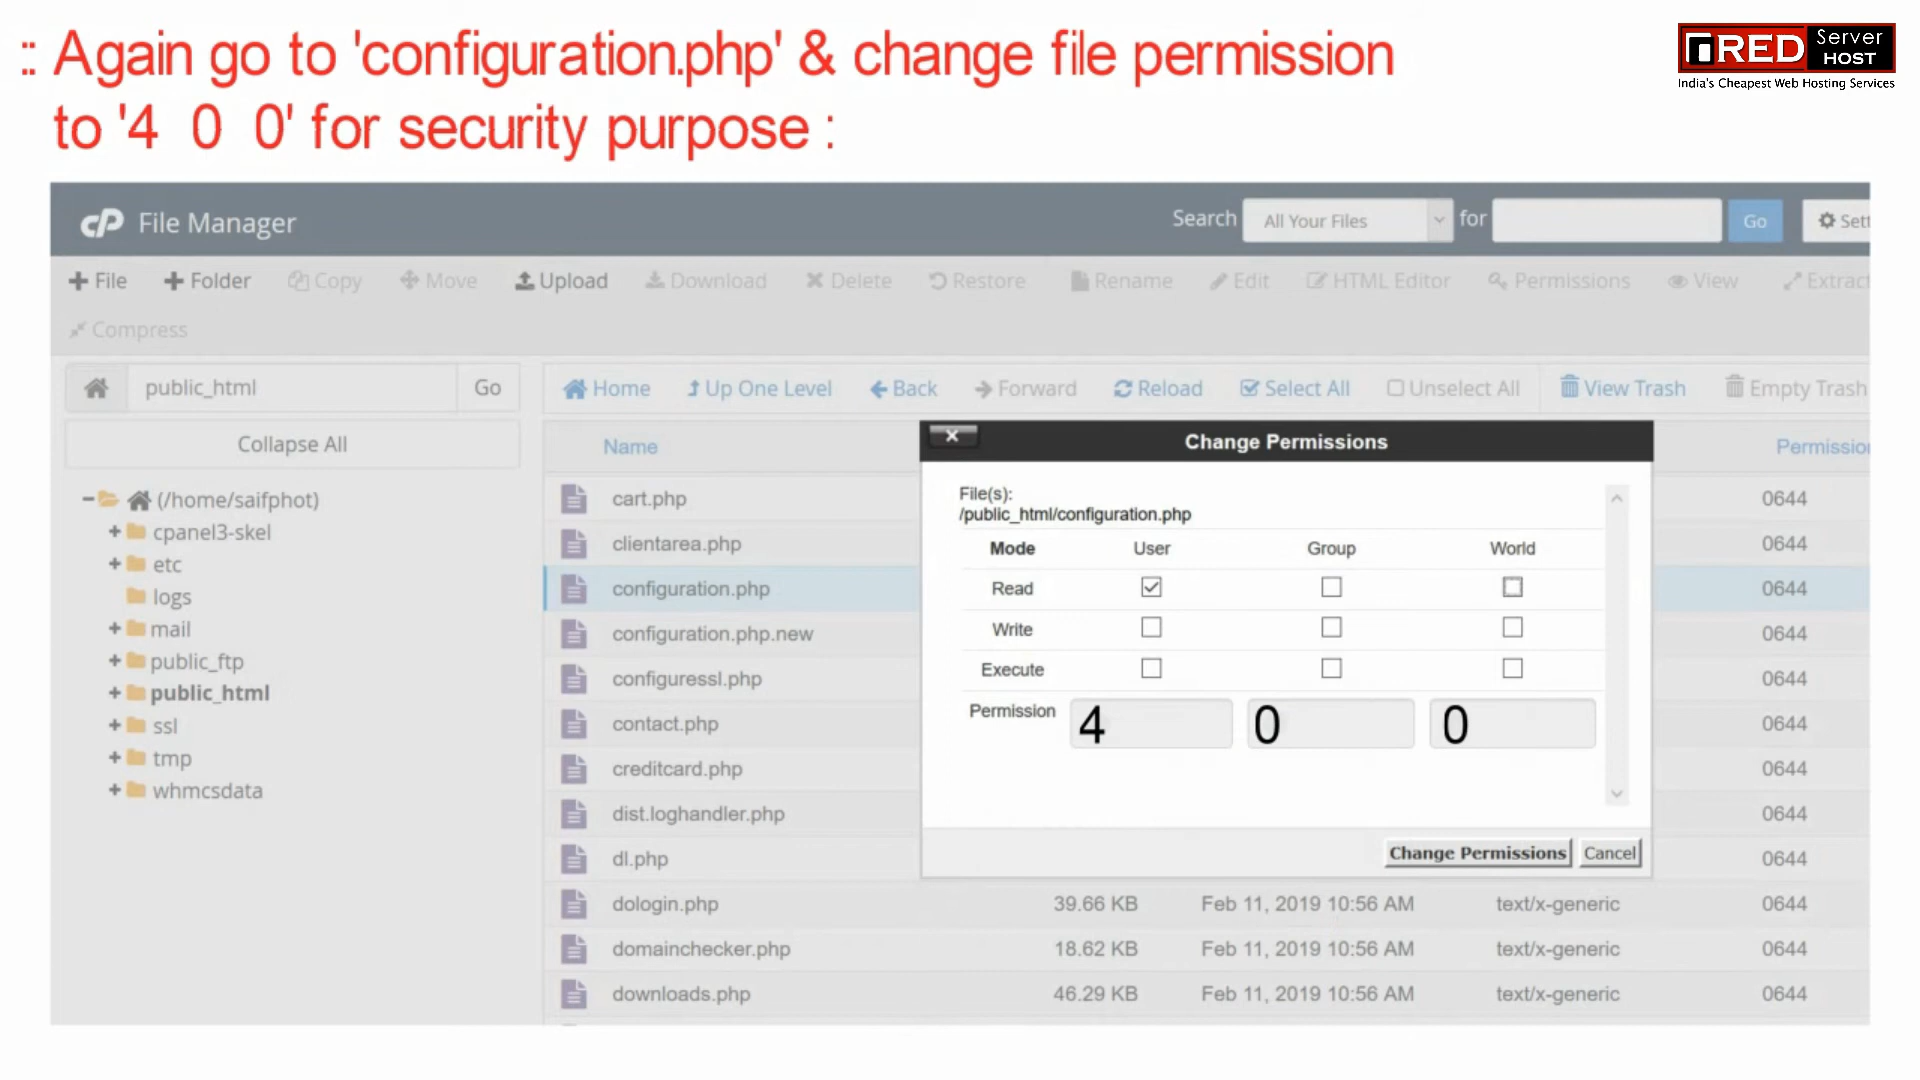 :: Again go to 'configuration.php' & change file permission
to '4 0 0' for security purpose :
RED Server HOST
India's Cheapest Web Hosting Services
cP File Manager
Search All Your Files for Go
File Folder Copy Move Upload Download Delete Restore Rename Edit HTML Editor Permissions View Extract
Compress
public_html Go
Home Up One Level Back Forward Reload Select All Unselect All View Trash Empty Trash
Collapse All
(/home/saifphot)
cpanel3-skel
etc
logs
mail
public_ftp
public_html
ssl
tmp
whmcsdata
Name
cart.php 0644
clientarea.php 0644
configuration.php 0644
configuration.php.new 0644
configuressl.php 0644
contact.php 0644
creditcard.php 0644
dist.loghandler.php 0644
dl.php 0644
dologin.php 39.66 KB Feb 11, 2019 10:56 AM text/x-generic 0644
domainchecker.php 18.62 KB Feb 11, 2019 10:56 AM text/x-generic 0644
downloads.php 46.29 KB Feb 11, 2019 10:56 AM text/x-generic 0644
Change Permissions
File(s):
/public_html/configuration.php
Mode User Group World
Read
Write
Execute
Permission 4 0 0
Change Permissions Cancel